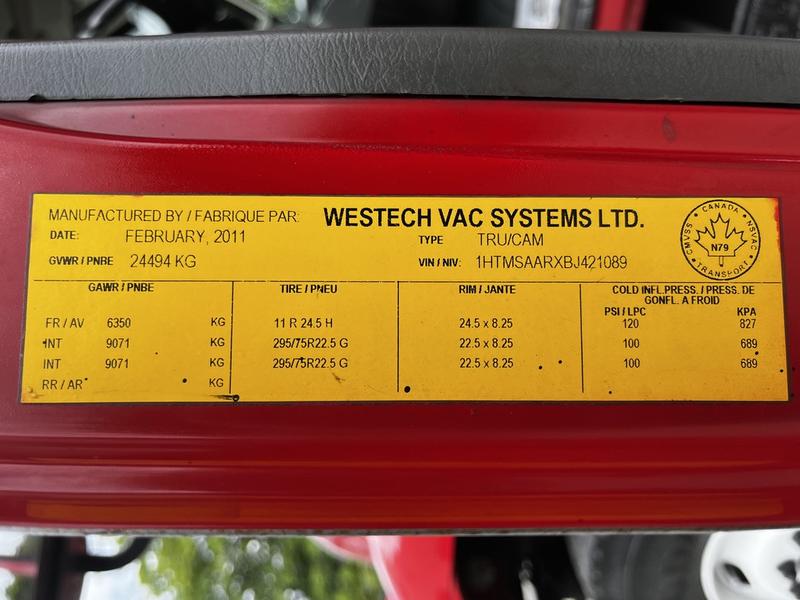 MANUFACTURED BY / FABRIQUE PAR: WESTECH VAC SYSTEMS LTD.
DATE: FEBRUARY, 2011 TYPE TRU/CAM
GVWR / PNBE 24494 KG VIN / NIV: 1HTMSAARXBJ421089
CANADA
CMVSS N79 NSVAC
TRANSPORT
GAWR / PNBE TIRE / PNEU RIM / JANTE COLD INFL.PRESS. / PRESS. DE
GONFL. A FROID
PSI / LPC KPA
FR / AV 6350 KG 11 R 24.5 H 24.5 x 8.25 120 827
INT 9071 KG 295/75R22.5 G 22.5 x 8.25 100 689
INT 9071 KG 295/75R22.5 G 22.5 x 8.25 100 689
RR / AR KG